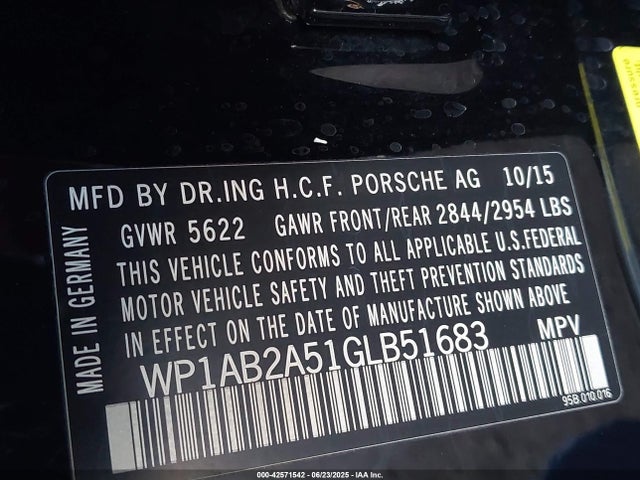 MFD BY DR.ING H.C.F. PORSCHE AG 10/15
GVWR 5622 GAWR FRONT/REAR 2844/2954 LBS
THIS VEHICLE CONFORMS TO ALL APPLICABLE U.S.FEDERAL
MOTOR VEHICLE SAFETY AND THEFT PREVENTION STANDARDS
IN EFFECT ON THE DATE OF MANUFACTURE SHOWN ABOVE
WP1AB2A51GLB51683 MPV
95B.010.016
MADE IN GERMANY
000-42571542 - 06/23/2025 - IAA Inc.